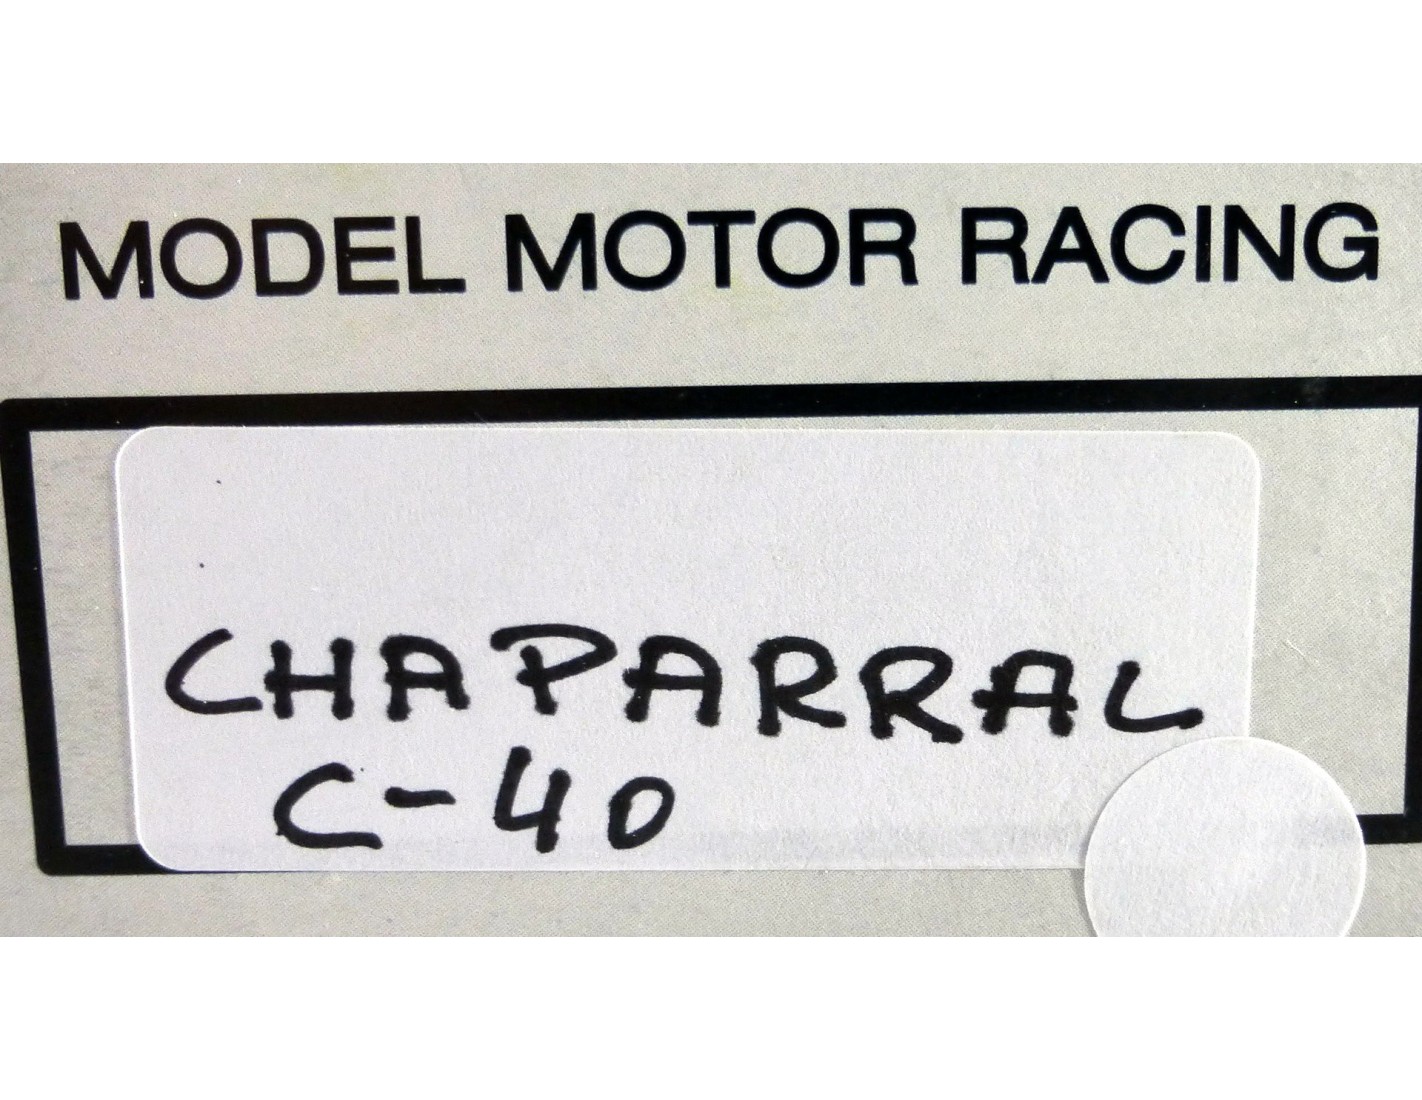 MODEL MOTOR RACING
CHAPARRAL
C-40